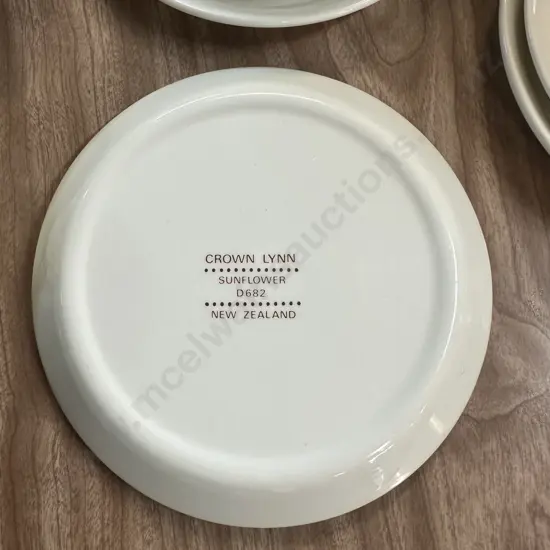 CROWN LYNN
SUNFLOWER
D682
NEW ZEALAND